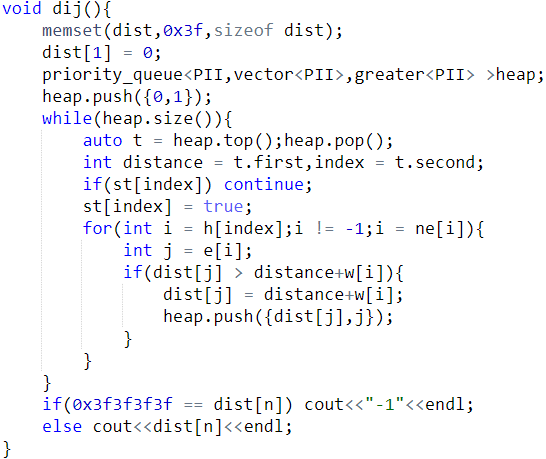 void dij(){
    memset(dist,0x3f,sizeof dist);
    dist[1] = 0;
    priority_queue<PII,vector<PII>,greater<PII> >heap;
    heap.push({0,1});
    while(heap.size()){
        auto t = heap.top();heap.pop();
        int distance = t.first,index = t.second;
        if(st[index]) continue;
        st[index] = true;
        for(int i = h[index];i != -1;i = ne[i]){
            int j = e[i];
            if(dist[j] > distance+w[i]){
                dist[j] = distance+w[i];
                heap.push({dist[j],j});
            }
        }
    }
    if(0x3f3f3f3f == dist[n]) cout<<"-1"<<endl;
    else cout<<dist[n]<<endl;
}